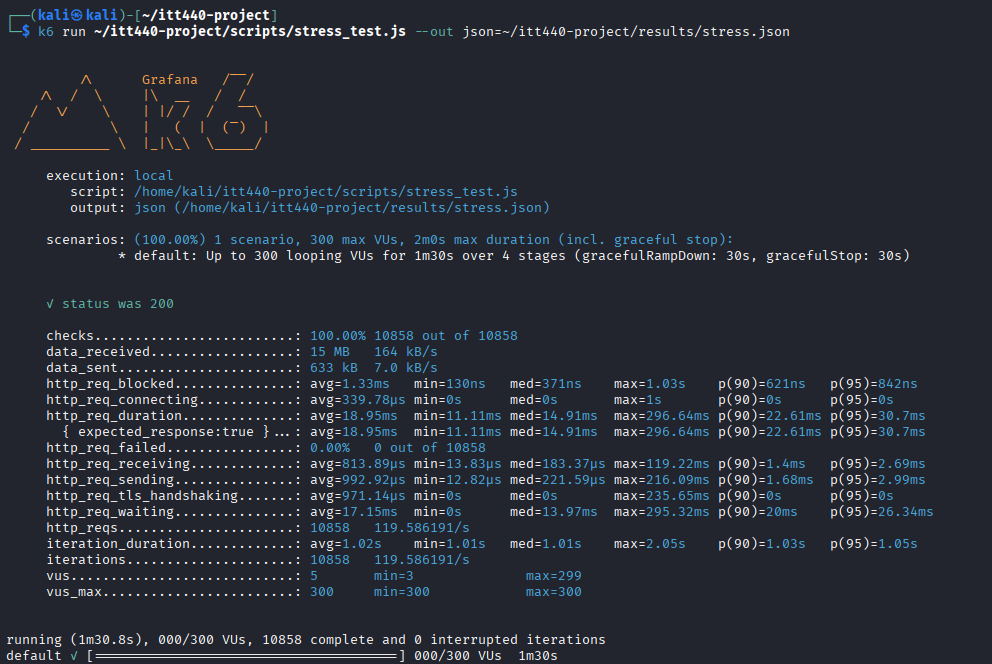 ┌──(kali㉿kali)-[~/itt440-project]
└─$ k6 run ~/itt440-project/scripts/stress_test.js --out json=~/itt440-project/results/stress.json
Grafana
k6
execution: local
script: /home/kali/itt440-project/scripts/stress_test.js
output: json (/home/kali/itt440-project/results/stress.json)
scenarios: (100.00%) 1 scenario, 300 max VUs, 2m0s max duration (incl. graceful stop):
* default: Up to 300 looping VUs for 1m30s over 4 stages (gracefulRampDown: 30s, gracefulStop: 30s)
✓ status was 200
checks.........................: 100.00% 10858 out of 10858
data_received..................: 15 MB 164 kB/s
data_sent......................: 633 kB 7.0 kB/s
http_req_blocked...............: avg=1.33ms min=130ns med=371ns max=1.03s p(90)=621ns p(95)=842ns
http_req_connecting............: avg=339.78µs min=0s med=0s max=1s p(90)=0s p(95)=0s
http_req_duration..............: avg=18.95ms min=11.11ms med=14.91ms max=296.64ms p(90)=22.61ms p(95)=30.7ms
{ expected_response:true }...: avg=18.95ms min=11.11ms med=14.91ms max=296.64ms p(90)=22.61ms p(95)=30.7ms
http_req_failed................: 0.00% 0 out of 10858
http_req_receiving.............: avg=813.89µs min=13.83µs med=183.37µs max=119.22ms p(90)=1.4ms p(95)=2.69ms
http_req_sending...............: avg=992.92µs min=12.82µs med=221.59µs max=216.09ms p(90)=1.68ms p(95)=2.99ms
http_req_tls_handshaking.......: avg=971.14µs min=0s med=0s max=235.65ms p(90)=0s p(95)=0s
http_req_waiting...............: avg=17.15ms min=0s med=13.97ms max=295.32ms p(90)=20ms p(95)=26.34ms
http_reqs......................: 10858 119.586191/s
iteration_duration.............: avg=1.02s min=1.01s med=1.01s max=2.05s p(90)=1.03s p(95)=1.05s
iterations.....................: 10858 119.586191/s
vus............................: 5 min=3 max=299
vus_max........................: 300 min=300 max=300
running (1m30.8s), 000/300 VUs, 10858 complete and 0 interrupted iterations
default ✓ [======================================] 000/300 VUs 1m30s